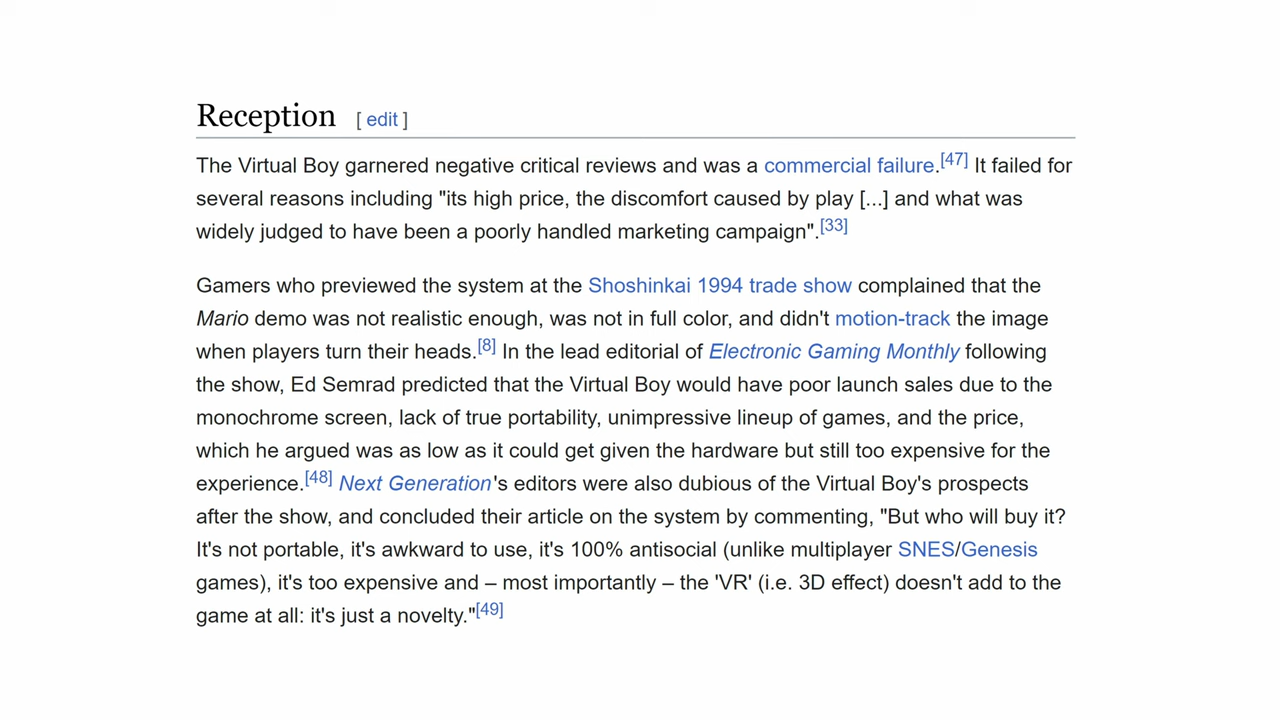 Reception [ edit ]
The Virtual Boy garnered negative critical reviews and was a commercial failure.[47] It failed for
several reasons including "its high price, the discomfort caused by play [...] and what was
widely judged to have been a poorly handled marketing campaign".[33]
Gamers who previewed the system at the Shoshinkai 1994 trade show complained that the
Mario demo was not realistic enough, was not in full color, and didn't motion-track the image
when players turn their heads.[8] In the lead editorial of Electronic Gaming Monthly following
the show, Ed Semrad predicted that the Virtual Boy would have poor launch sales due to the
monochrome screen, lack of true portability, unimpressive lineup of games, and the price,
which he argued was as low as it could get given the hardware but still too expensive for the
experience.[48] Next Generation's editors were also dubious of the Virtual Boy's prospects
after the show, and concluded their article on the system by commenting, "But who will buy it?
It's not portable, it's awkward to use, it's 100% antisocial (unlike multiplayer SNES/Genesis
games), it's too expensive and – most importantly – the 'VR' (i.e. 3D effect) doesn't add to the
game at all: it's just a novelty."[49]